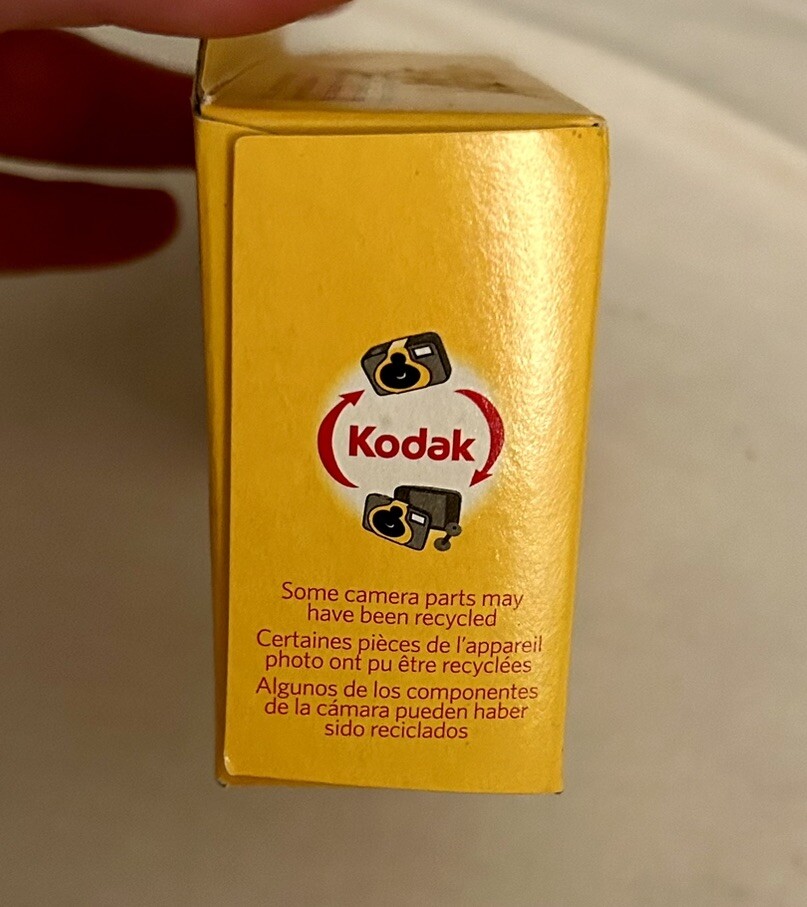 Kodak
Some camera parts may
have been recycled
Certaines pièces de l'appareil
photo ont pu être recyclées
Algunos de los componentes
de la cámara pueden haber
sido reciclados